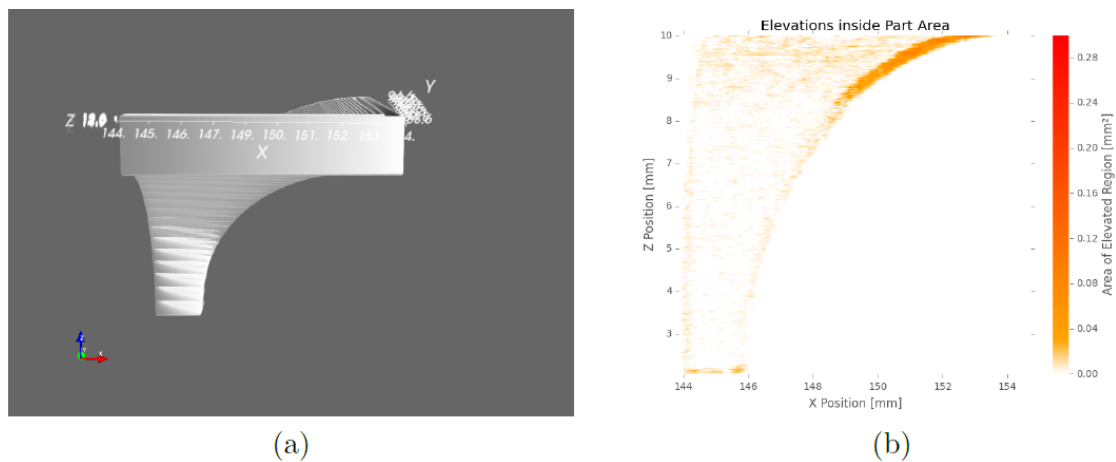 Y
Z
144. 145. 146. 147. 149. 150. 151. 152. 153.
X
(a)
Elevations inside Part Area
10
9
8
7
6
5
4
3
Z Position [mm]
144 146 148 150 152 154
X Position [mm]
0.28
0.24
0.20
0.16
0.12
0.08
0.04
0.00
Area of Elevated Region [mm²]
(b)